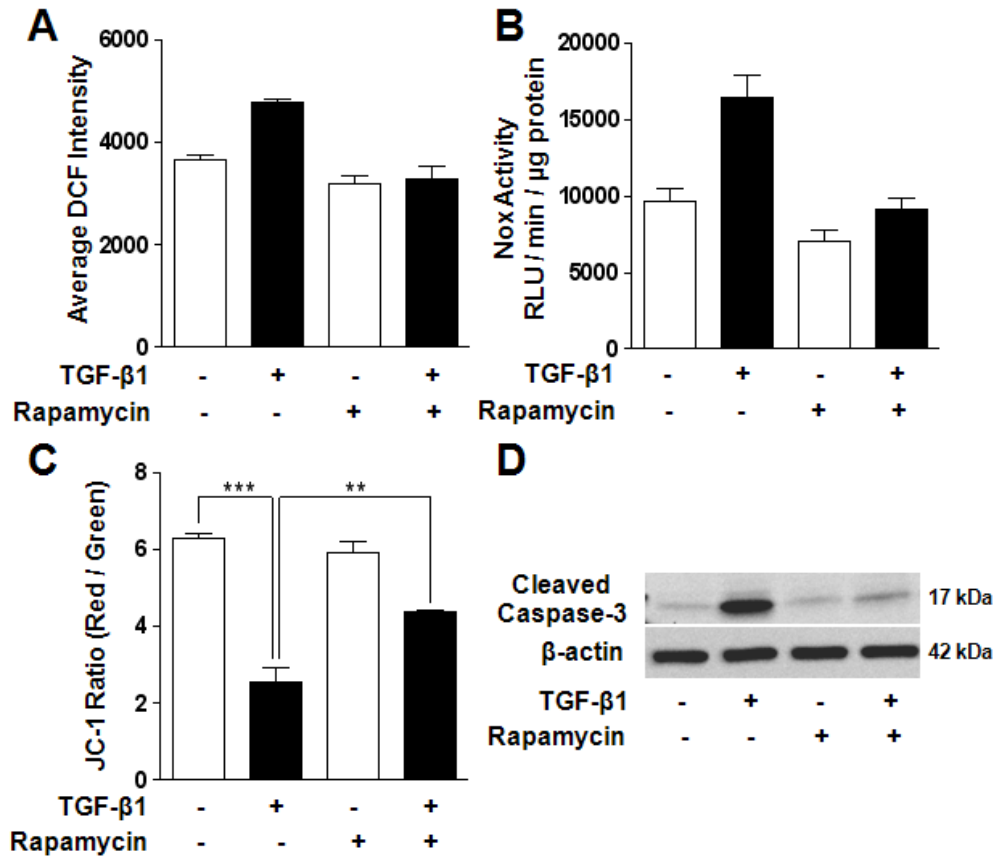 A
6000
4000
2000
0
Average DCF Intensity
TGF-β1 - + - +
Rapamycin - - + +
B
20000
15000
10000
5000
0
Nox Activity
RLU / min / µg protein
TGF-β1 - + - +
Rapamycin - - + +
C
8
6
4
2
0
JC-1 Ratio (Red / Green)
*** **
TGF-β1 - + - +
Rapamycin - - + +
D
Cleaved
Caspase-3
17 kDa
β-actin
42 kDa
TGF-β1 - + - +
Rapamycin - - + +